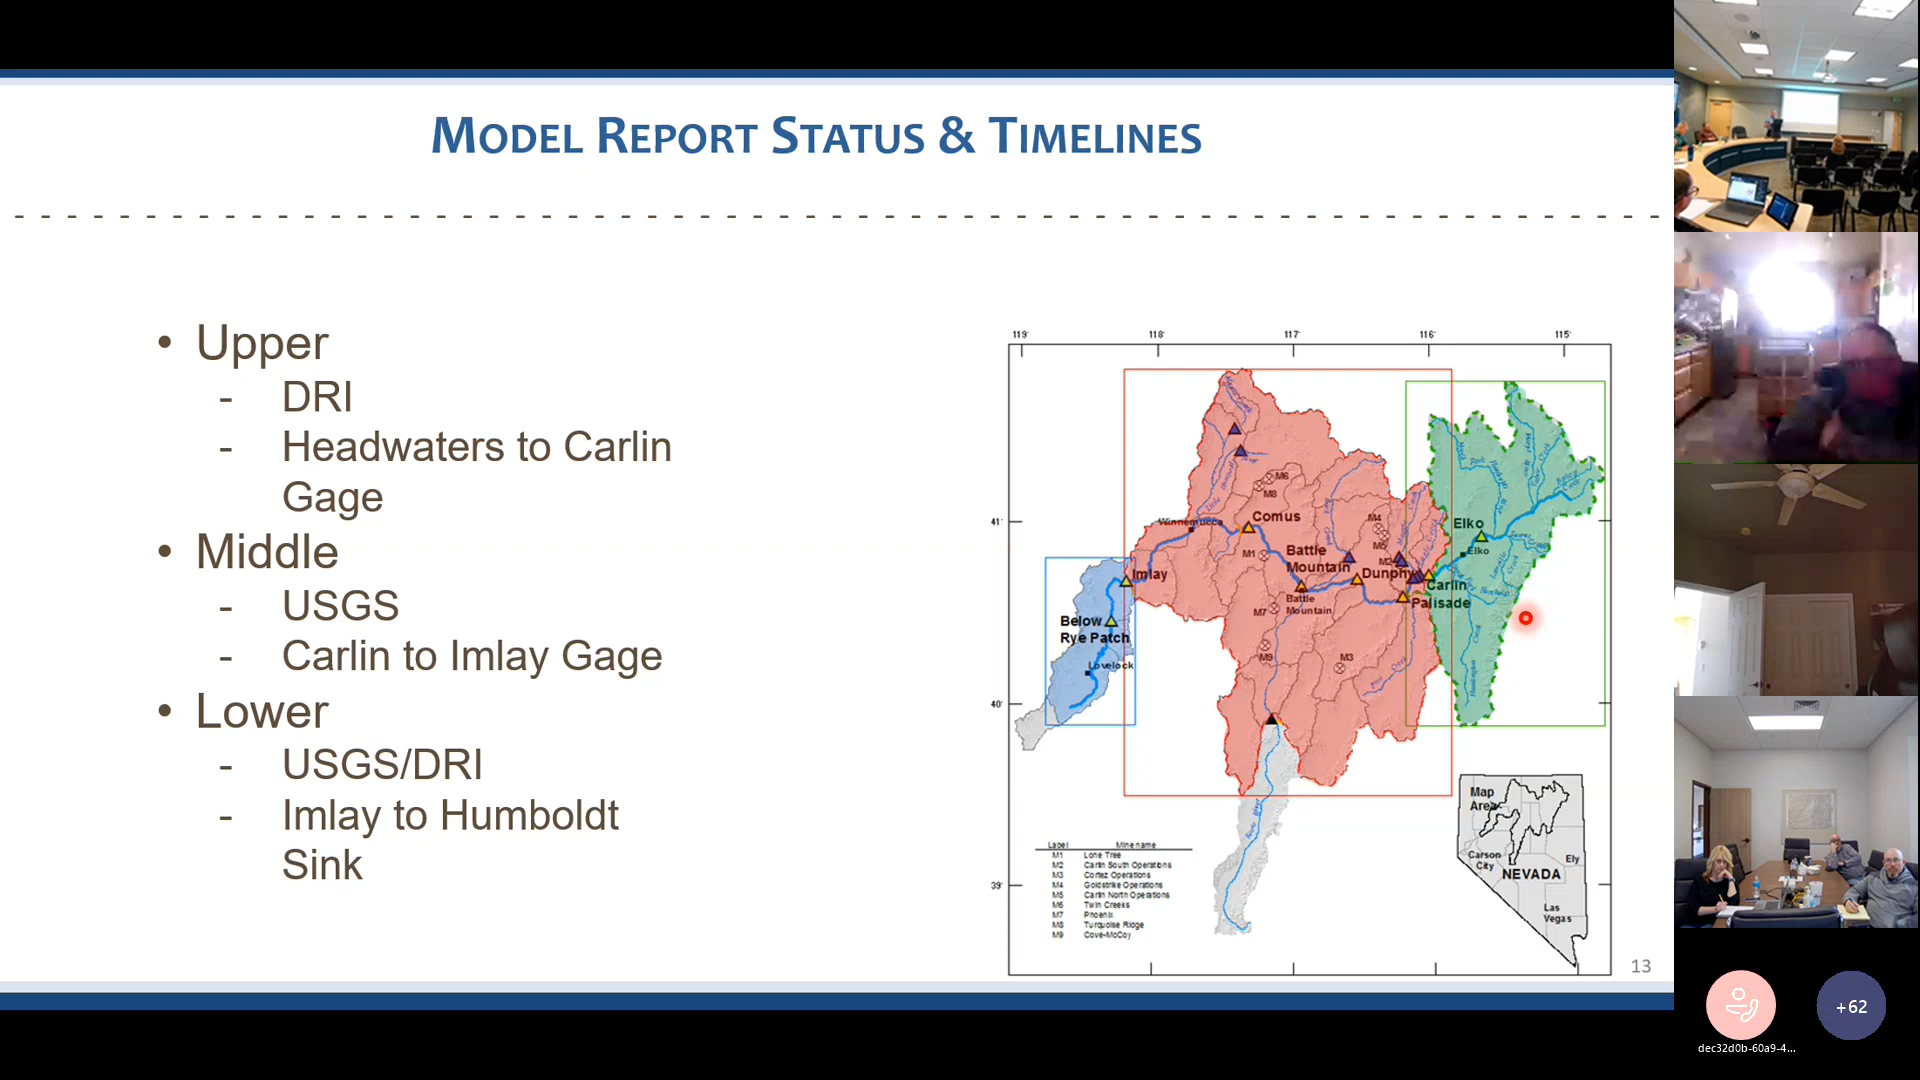 MODEL REPORT STATUS & TIMELINES
• Upper
- DRI
- Headwaters to Carlin
Gage
• Middle
- USGS
- Carlin to Imlay Gage
• Lower
- USGS/DRI
- Imlay to Humboldt
Sink
119°
118°
117°
116°
115°
41°
40°
39°
M6
M8
Winnemucca
Comus
M4
M5
Elko
Elko
M1
Battle
Mountain
M2
Dunphy
Imlay
Carlin
Palisade
Battle
Mountain
M7
Below
Rye Patch
M9
M3
Lovelock
Label Mine name
M1 Lone Tree
M2 Carlin South Operations
M3 Cortez Operations
M4 Goldstrike Operations
M5 Carlin North Operations
M6 Twin Creeks
M7 Phoenix
M8 Turquoise Ridge
M9 Cove-McCoy
Map
Area
Carson
City
Ely
NEVADA
Las
Vegas
13
+62
dec32d0b-60a9-4...